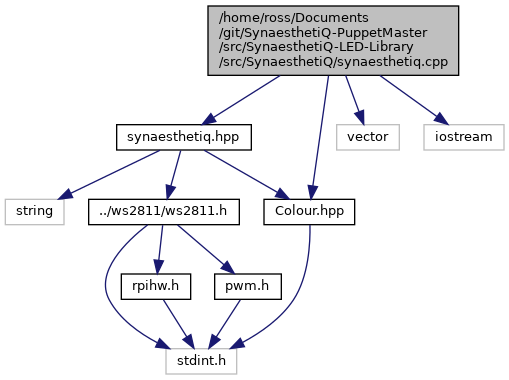 /home/ross/Documents
/git/SynaesthetiQ-PuppetMaster
/src/SynaesthetiQ-LED-Library
/src/SynaesthetiQ/synaesthetiq.cpp
synaesthetiq.hpp
vector
iostream
string
../ws2811/ws2811.h
Colour.hpp
rpihw.h
pwm.h
stdint.h